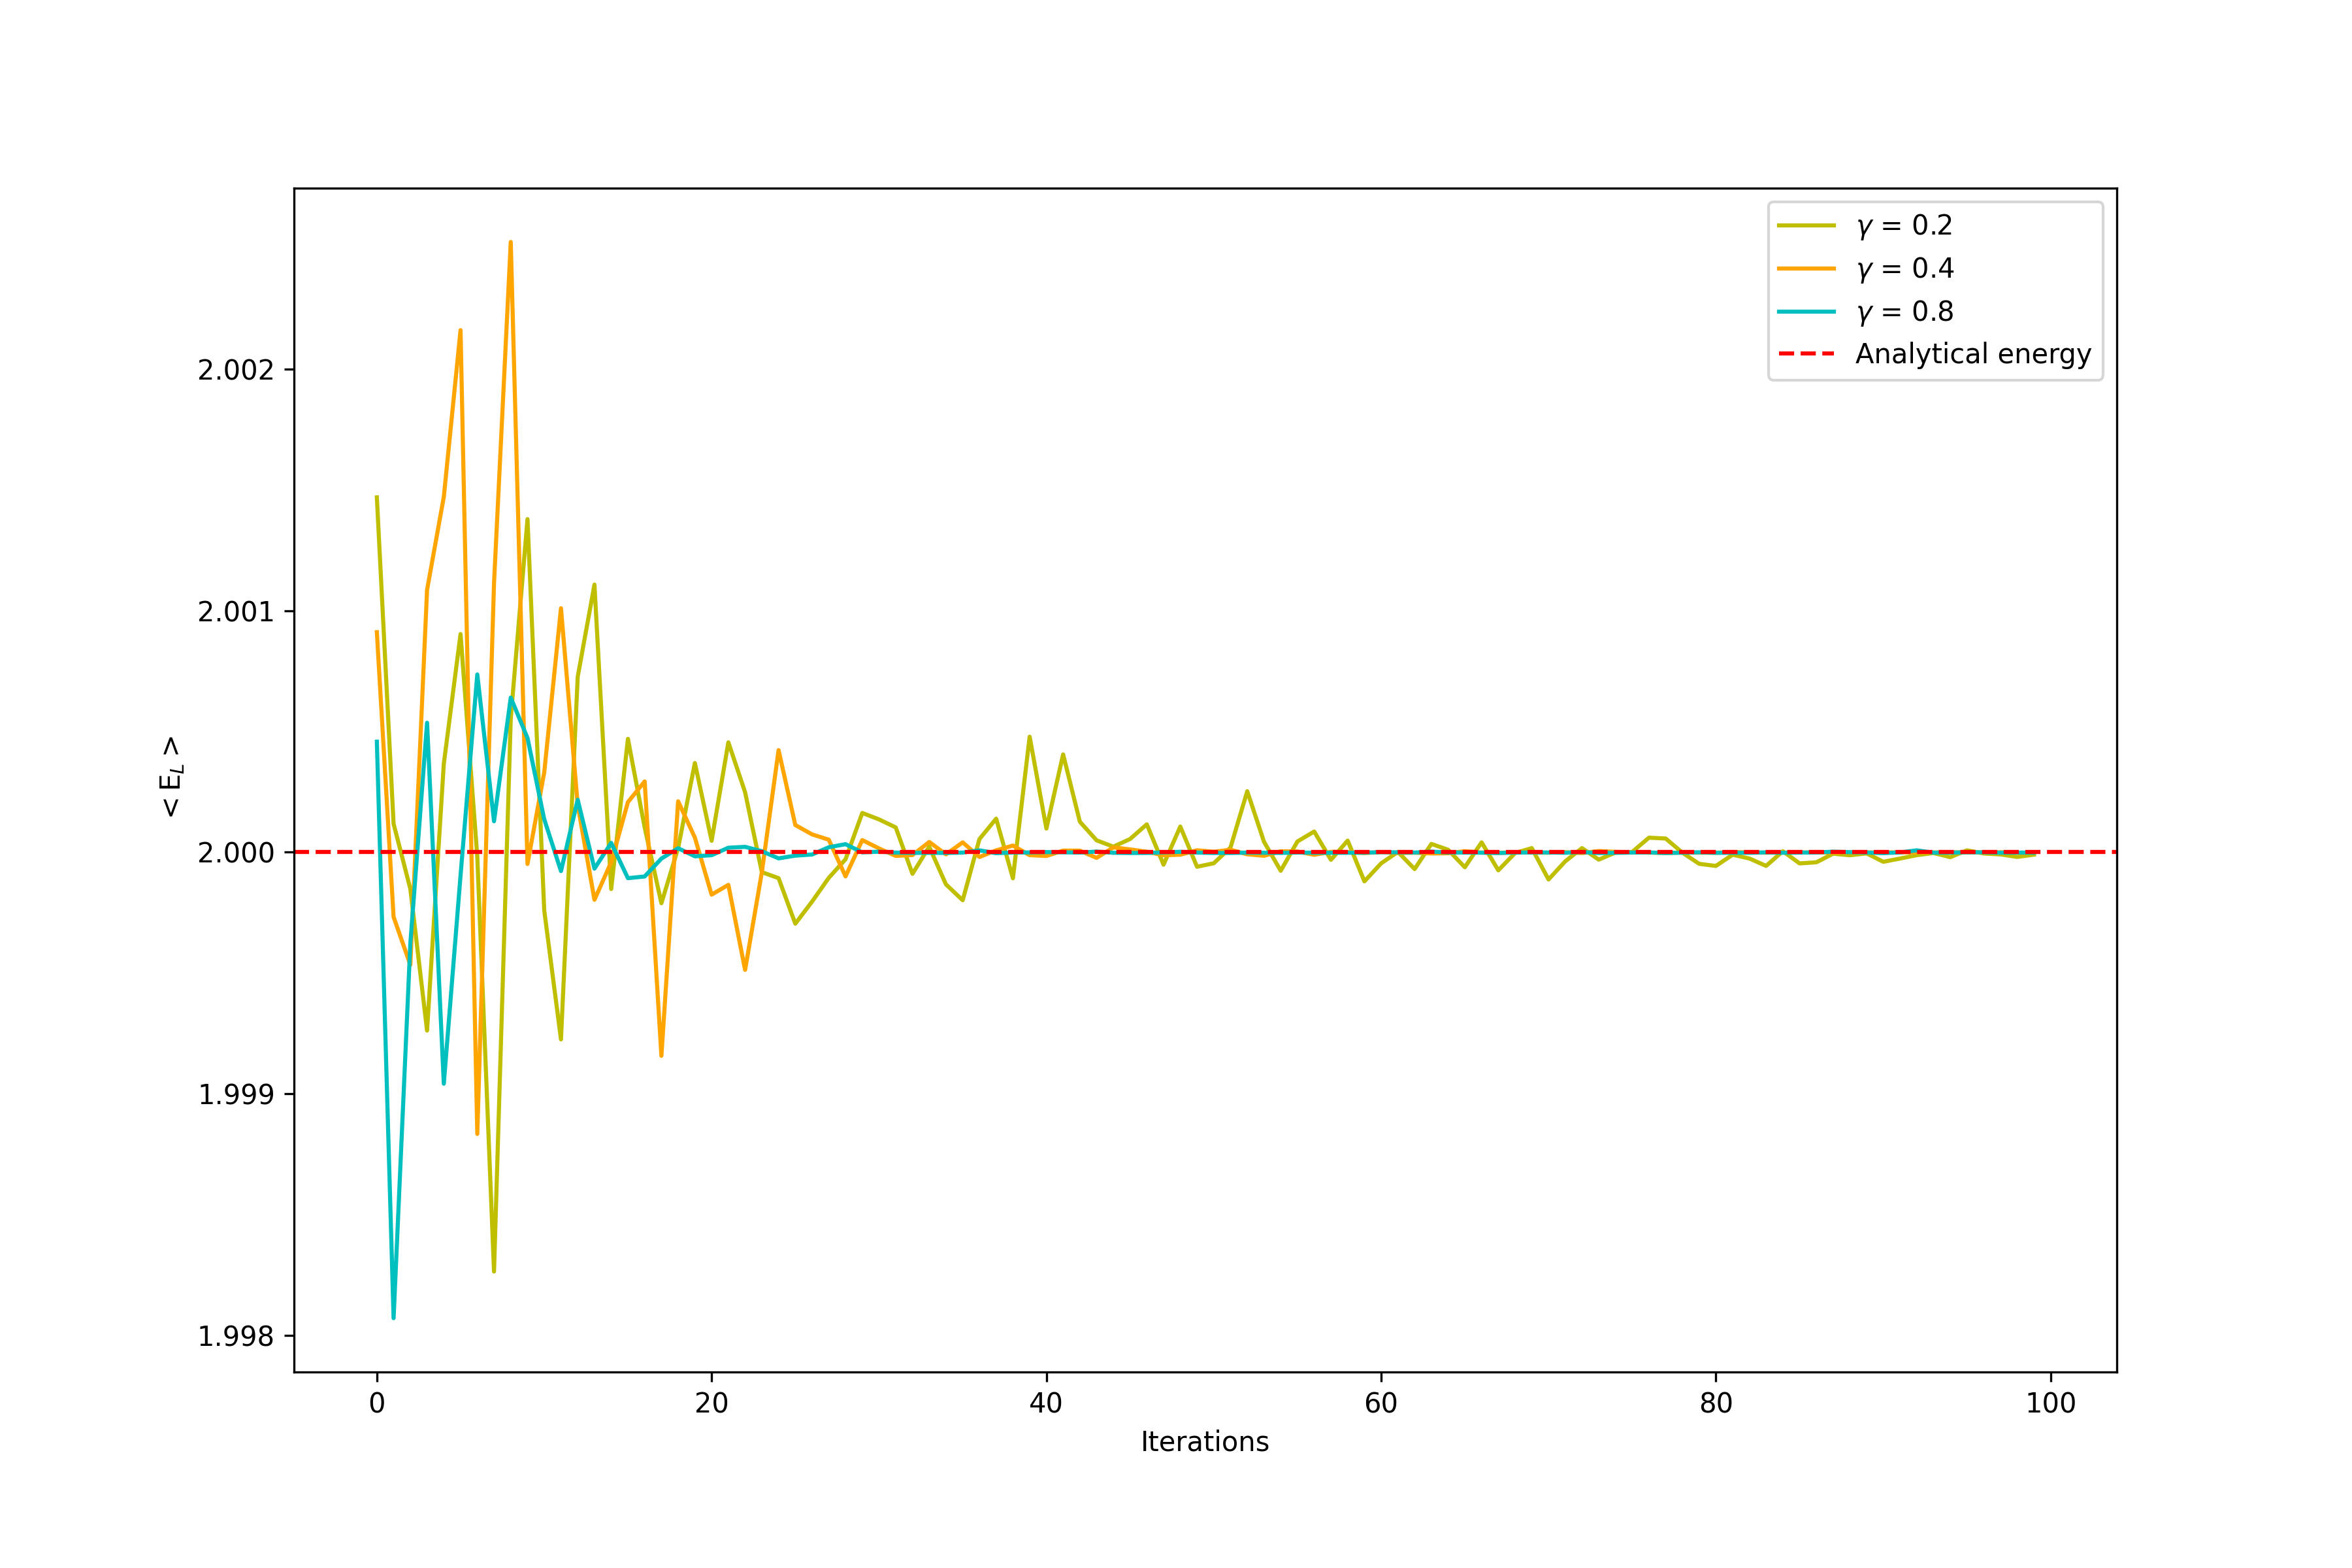 γ = 0.2
γ = 0.4
γ = 0.8
Analytical energy
2.002
2.001
2.000
1.999
1.998
< E_L >
0 20 40 60 80 100
Iterations